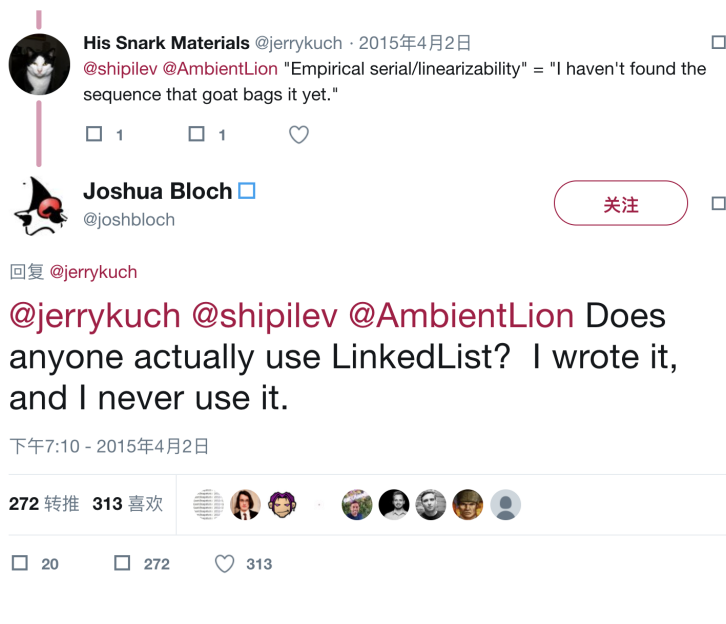 His Snark Materials @jerrykuch · 2015年4月2日
@shipilev @AmbientLion "Empirical serial/linearizability" = "I haven't found the
sequence that goat bags it yet."
1 1
Joshua Bloch
@joshbloch
关注
回复 @jerrykuch
@jerrykuch @shipilev @AmbientLion Does
anyone actually use LinkedList?  I wrote it,
and I never use it.
下午7:10 - 2015年4月2日
272 转推 313 喜欢
20 272 313